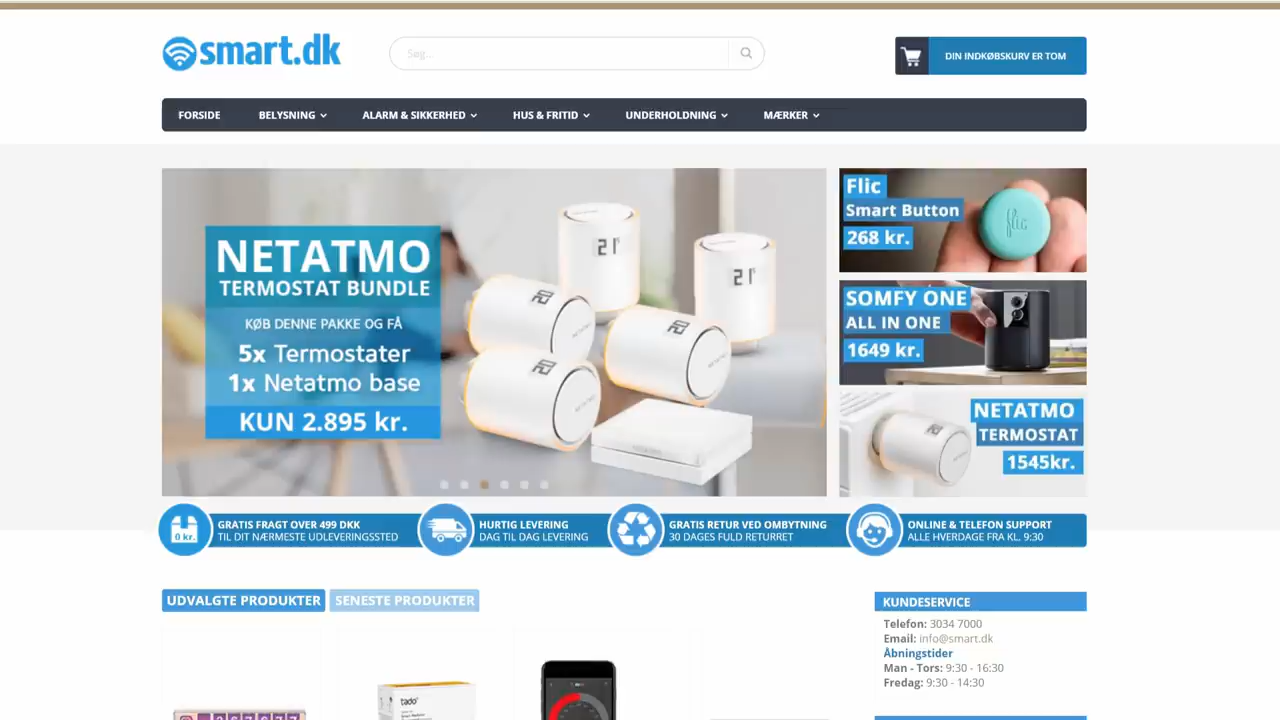 smart.dk
Søg...
DIN INDKØBSKURV ER TOM
FORSIDE
BELYSNING
ALARM & SIKKERHED
HUS & FRITID
UNDERHOLDNING
MÆRKER
NETATMO
TERMOSTAT BUNDLE
KØB DENNE PAKKE OG FÅ
5x Termostater
1x Netatmo base
KUN 2.895 kr.
21°
21°
Flic
Smart Button
268 kr.
flic
SOMFY ONE
ALL IN ONE
1649 kr.
NETATMO
TERMOSTAT
1545kr.
0 kr.
GRATIS FRAGT OVER 499 DKK
TIL DIT NÆRMESTE UDLEVERINGSSTED
HURTIG LEVERING
DAG TIL DAG LEVERING
GRATIS RETUR VED OMBYTNING
30 DAGES FULD RETURRET
ONLINE & TELEFON SUPPORT
ALLE HVERDAGE FRA KL. 9:30
UDVALGTE PRODUKTER
SENESTE PRODUKTER
tado°
KUNDESERVICE
Telefon: 3034 7000
Email: info@smart.dk
Åbningstider
Man - Tors: 9:30 - 16:30
Fredag: 9:30 - 14:30